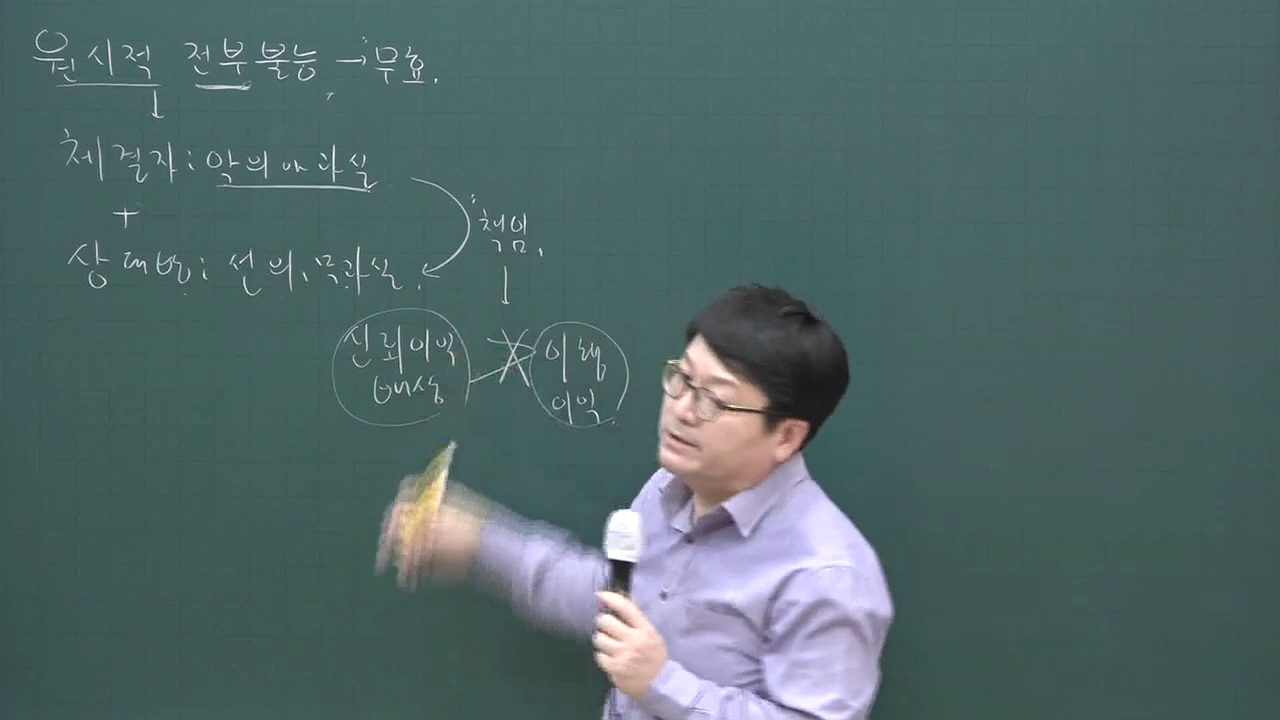 원시적 전부불능 → 무효.
↓
체결자 : 악의 or 과실
+
책임.
상대방 : 선의, 무과실.
↓
신뢰이익 이행
배상 이익.